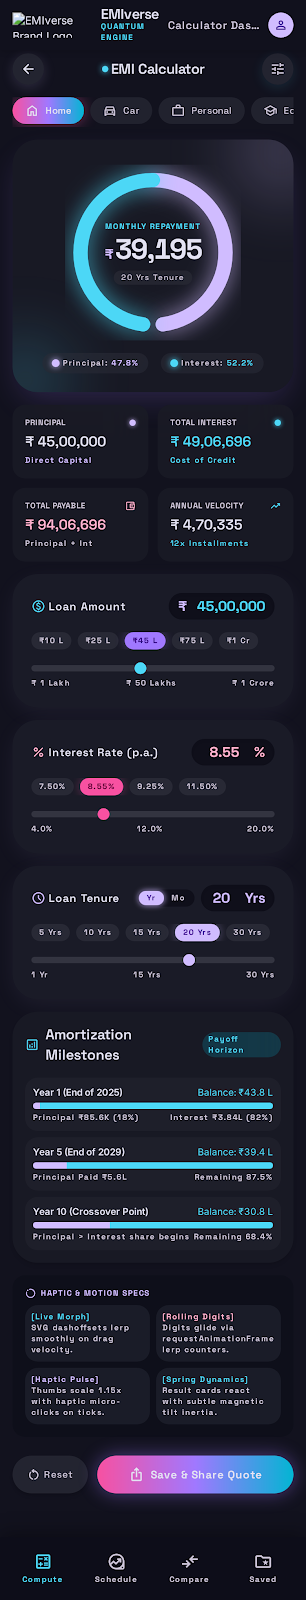 EMIverse
Brand Logo
EMIverse
QUANTUM
ENGINE
Calculator Das...
EMI Calculator
Home
Car
Personal
Ec
MONTHLY REPAYMENT
₹39,195
20 Yrs Tenure
Principal: 47.8%
Interest: 52.2%
PRINCIPAL
₹ 45,00,000
Direct Capital
TOTAL INTEREST
₹ 49,06,696
Cost of Credit
TOTAL PAYABLE
₹ 94,06,696
Principal + Int
ANNUAL VELOCITY
₹ 4,70,335
12x Installments
Loan Amount
₹ 45,00,000
₹10 L
₹25 L
₹45 L
₹75 L
₹1 Cr
₹ 1 Lakh
₹ 50 Lakhs
₹ 1 Crore
Interest Rate (p.a.)
8.55 %
7.50%
8.55%
9.25%
11.50%
4.0%
12.0%
20.0%
Loan Tenure
Yr
Mo
20 Yrs
5 Yrs
10 Yrs
15 Yrs
20 Yrs
30 Yrs
1 Yr
15 Yrs
30 Yrs
Amortization
Milestones
Payoff
Horizon
Year 1 (End of 2025)
Balance: ₹43.8 L
Principal ₹85.6K (18%)
Interest ₹3.84L (82%)
Year 5 (End of 2029)
Balance: ₹39.4 L
Principal Paid ₹5.6L
Remaining 87.5%
Year 10 (Crossover Point)
Balance: ₹30.8 L
Principal > Interest share begins
Remaining 68.4%
HAPTIC & MOTION SPECS
[Live Morph]
SVG dashoffsets lerp
smoothly on drag
velocity.
[Rolling Digits]
Digits glide via
requestAnimationFrame
lerp counters.
[Haptic Pulse]
Thumbs scale 1.15x
with haptic micro-
clicks on ticks.
[Spring Dynamics]
Result cards react
with subtle magnetic
tilt inertia.
Reset
Save & Share Quote
Compute
Schedule
Compare
Saved